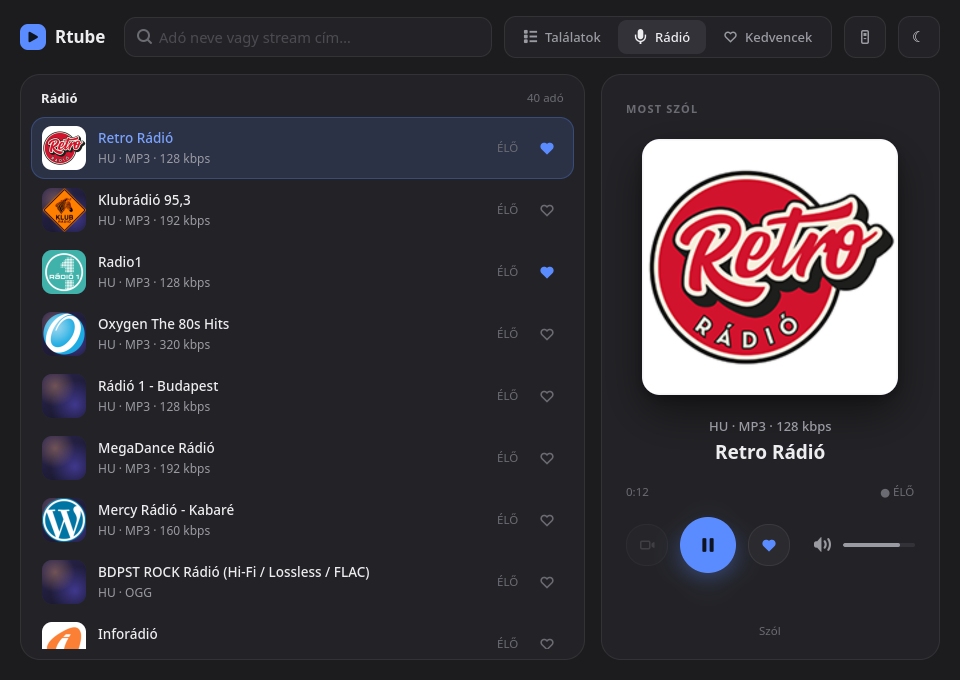 Rtube
Adó neve vagy stream cím...
Találatok
Rádió
Kedvencek
Rádió
40 adó
Retro Rádió
HU · MP3 · 128 kbps
ÉLŐ
KLUB
RÁDIÓ
Klubrádió 95,3
HU · MP3 · 192 kbps
ÉLŐ
RÁDIÓ 1
Radio1
HU · MP3 · 128 kbps
ÉLŐ
Oxygen The 80s Hits
HU · MP3 · 320 kbps
ÉLŐ
Rádió 1 - Budapest
HU · MP3 · 128 kbps
ÉLŐ
MegaDance Rádió
HU · MP3 · 192 kbps
ÉLŐ
Mercy Rádió - Kabaré
HU · MP3 · 160 kbps
ÉLŐ
BDPST ROCK Rádió (Hi-Fi / Lossless / FLAC)
HU · OGG
ÉLŐ
Inforádió
ÉLŐ
MOST SZÓL
Retro
RÁDIÓ
HU · MP3 · 128 kbps
Retro Rádió
0:12
ÉLŐ
Szól